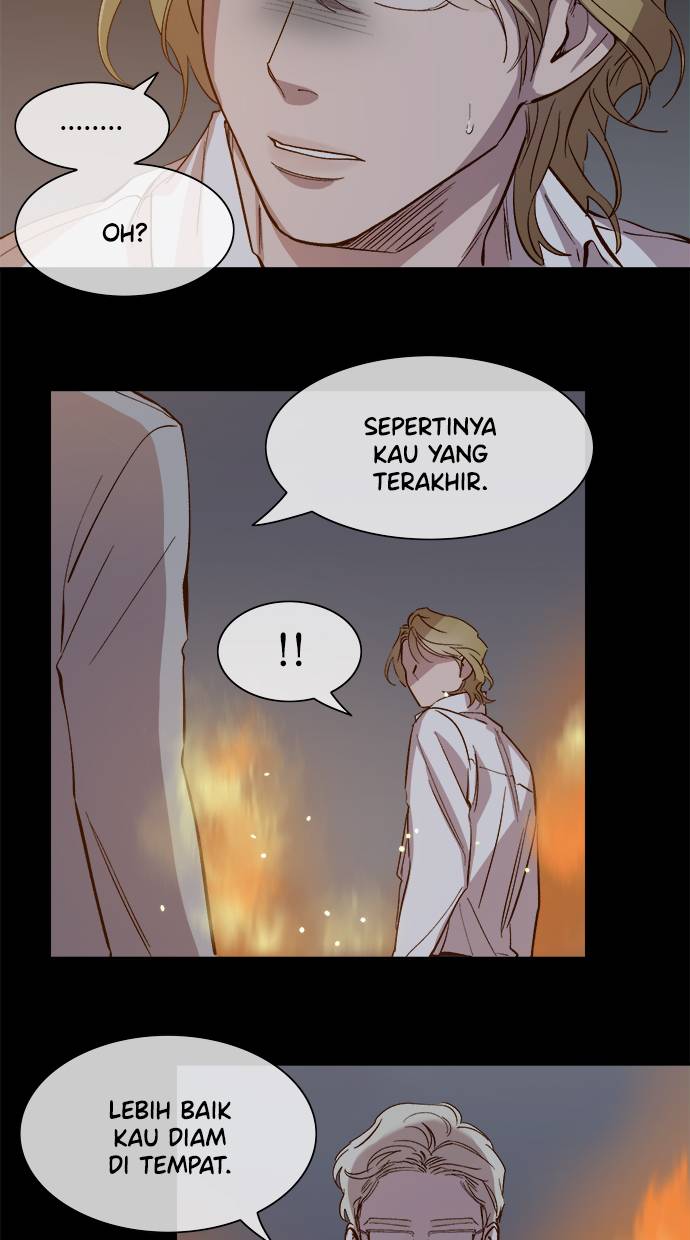 ........
OH?
SEPERTINYA
KAU YANG
TERAKHIR.
!!
LEBIH BAIK
KAU DIAM
DI TEMPAT.